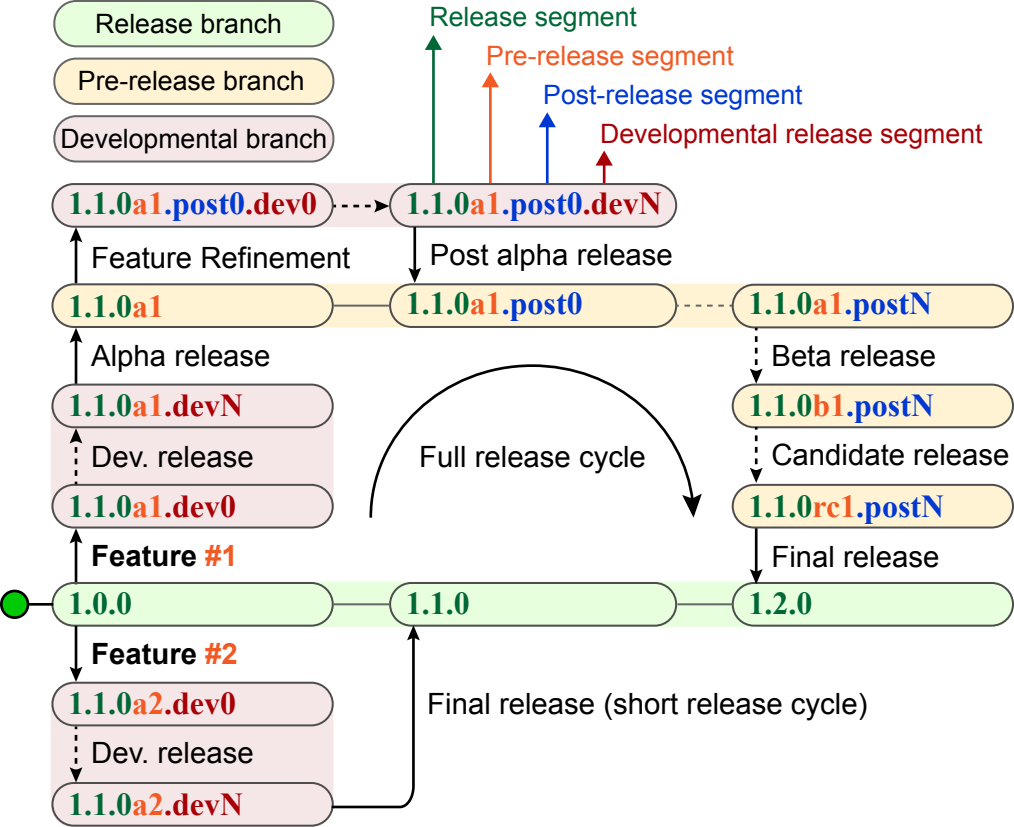 Release branch
Release segment
Pre-release branch
Pre-release segment
Post-release segment
Developmental branch
Developmental release segment
1.1.0a1.post0.dev0
1.1.0a1.post0.devN
Feature Refinement
Post alpha release
1.1.0a1
1.1.0a1.post0
1.1.0a1.postN
Alpha release
Beta release
1.1.0a1.devN
1.1.0b1.postN
Dev. release
Full release cycle
Candidate release
1.1.0a1.dev0
1.1.0rc1.postN
Feature #1
Final release
1.0.0
1.1.0
1.2.0
Feature #2
1.1.0a2.dev0
Final release (short release cycle)
Dev. release
1.1.0a2.devN